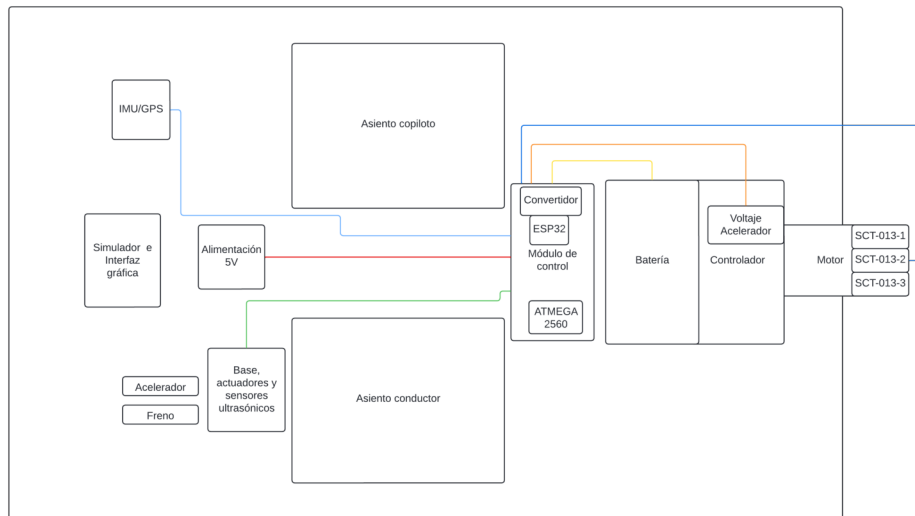 IMU/GPS
Asiento copiloto
Convertidor
ESP32
Módulo de
control
ATMEGA
2560
Simulador e
Interfaz
gráfica
Alimentación
5V
Batería
Voltaje
Acelerador
Controlador
Motor
SCT-013-1
SCT-013-2
SCT-013-3
Base,
actuadores y
sensores
ultrasónicos
Acelerador
Freno
Asiento conductor